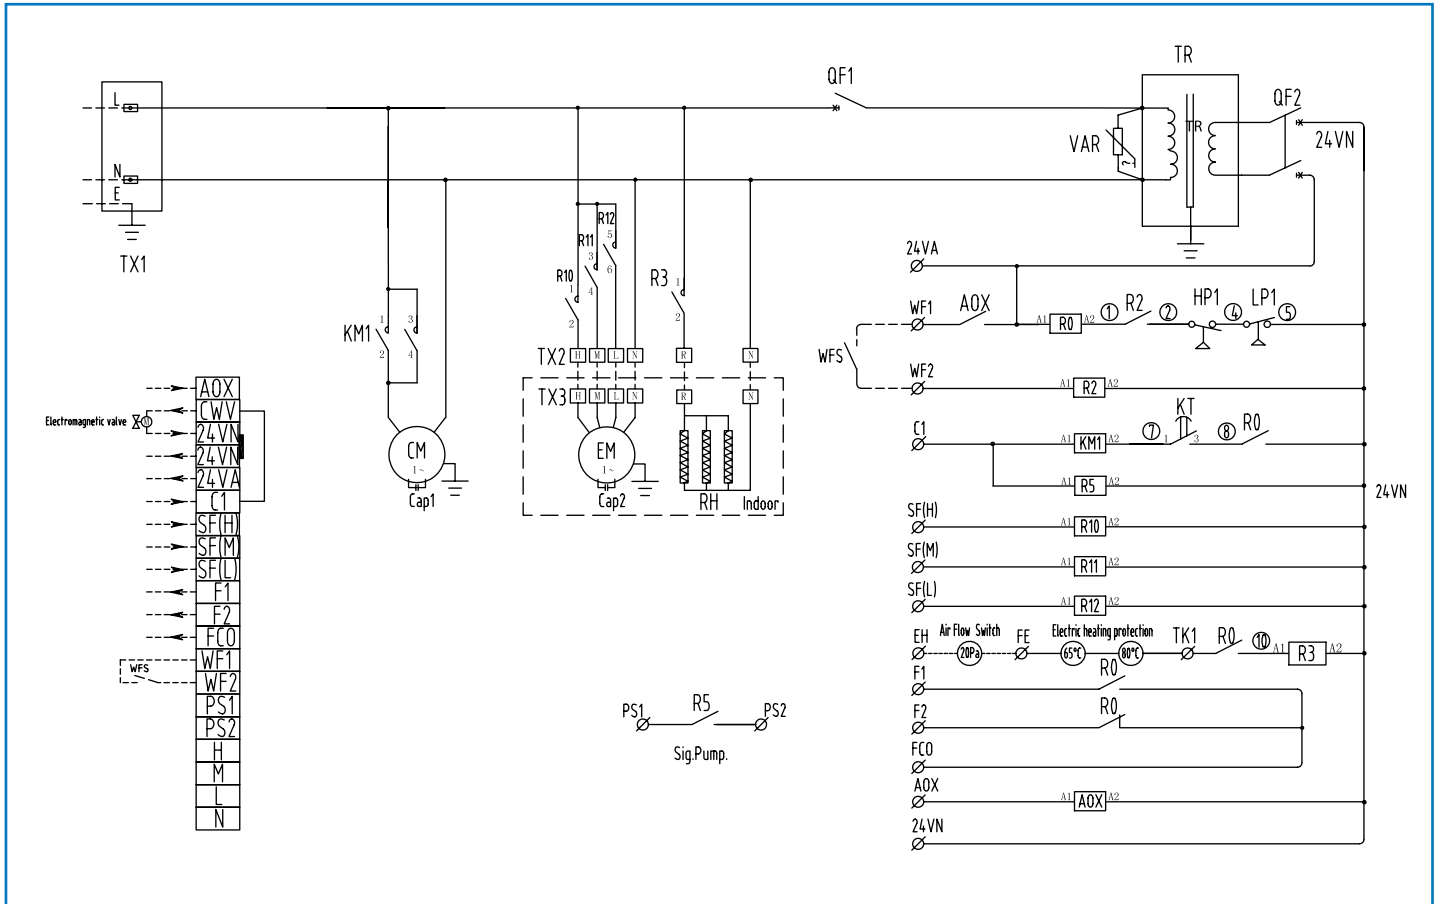 TR
QF1
QF2
L
TR
24VN
VAR
N
E
TX1
R12
5
R11
3
6
24VA
R10
1
4
R3
1
2
2
WF1
AOX
A1
R0
A2
①
R2
②
HP1
④
LP1
⑤
KM1
1
3
2
4
WFS
TX2
H
M
L
N
R
N
WF2
A1
R2
A2
TX3
H
M
L
N
R
N
KT
C1
A1
KM1
A2
⑦
1
3
⑧
R0
CM
1~
Cap1
EM
1~
Cap2
RH
Indoor
R5
24VN
SF(H)
A1
R10
A2
SF(M)
A1
R11
A2
SF(L)
A1
R12
A2
EH
Air Flow Switch
20Pa
FE
Electric heating protection
65°C
80°C
TK1
R0
⑩
A1
R3
A2
F1
R0
F2
R0
FCO
AOX
A1
AOX
A2
24VN
PS1
R5
PS2
Sig.Pump.
AOX
Electromagnetic valve
M
CWV
24VN
24VN
24VA
C1
SF(H)
SF(M)
SF(L)
F1
F2
FCO
WFS
WF1
WF2
PS1
PS2
H
M
L
N